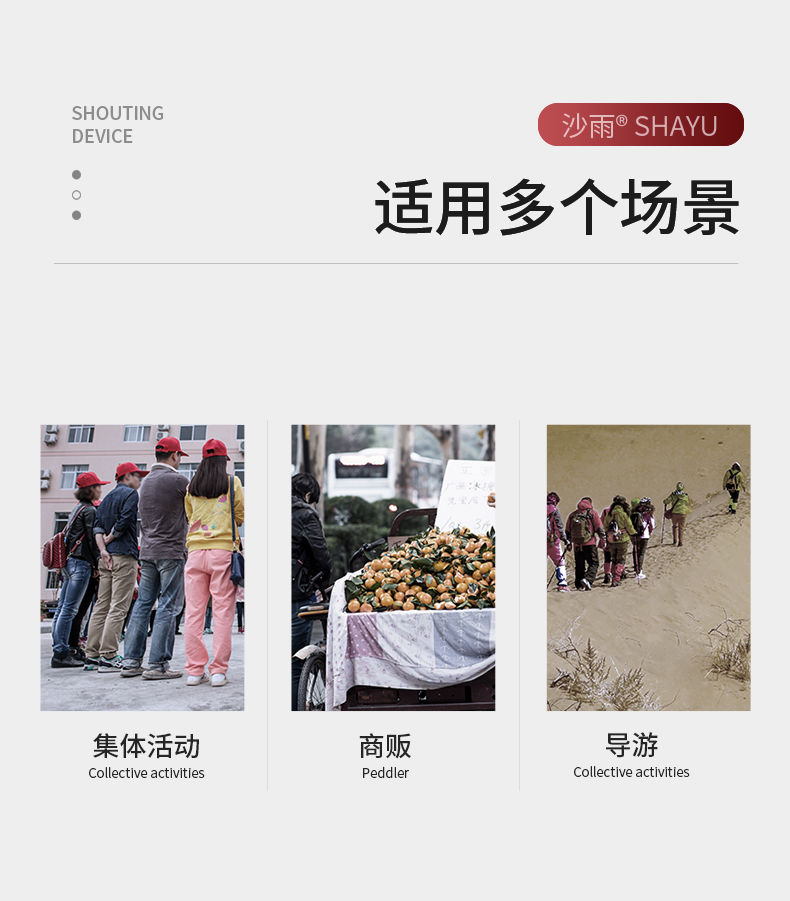 SHOUTING
DEVICE
沙雨® SHAYU
适用多个场景
集体活动
Collective activities
商贩
Peddler
导游
Collective activities